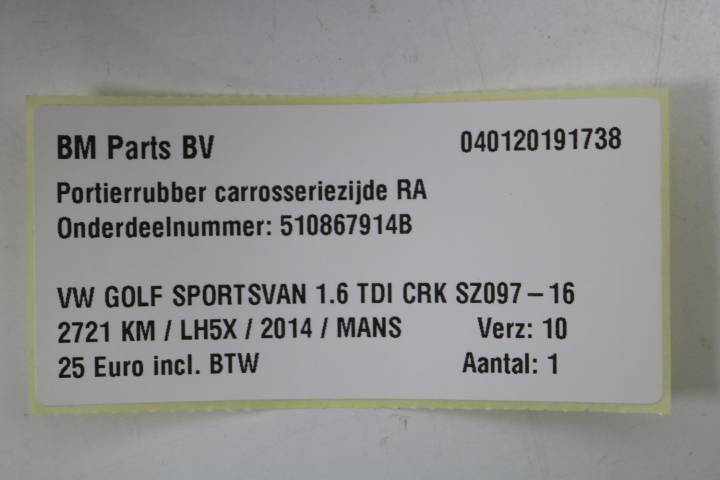 BM Parts BV 040120191738
Portierrubber carrosseriezijde RA
Onderdeelnummer: 510867914B
VW GOLF SPORTSVAN 1.6 TDI CRK SZ097-16
2721 KM / LH5X / 2014 / MANS Verz: 10
25 Euro incl. BTW Aantal: 1